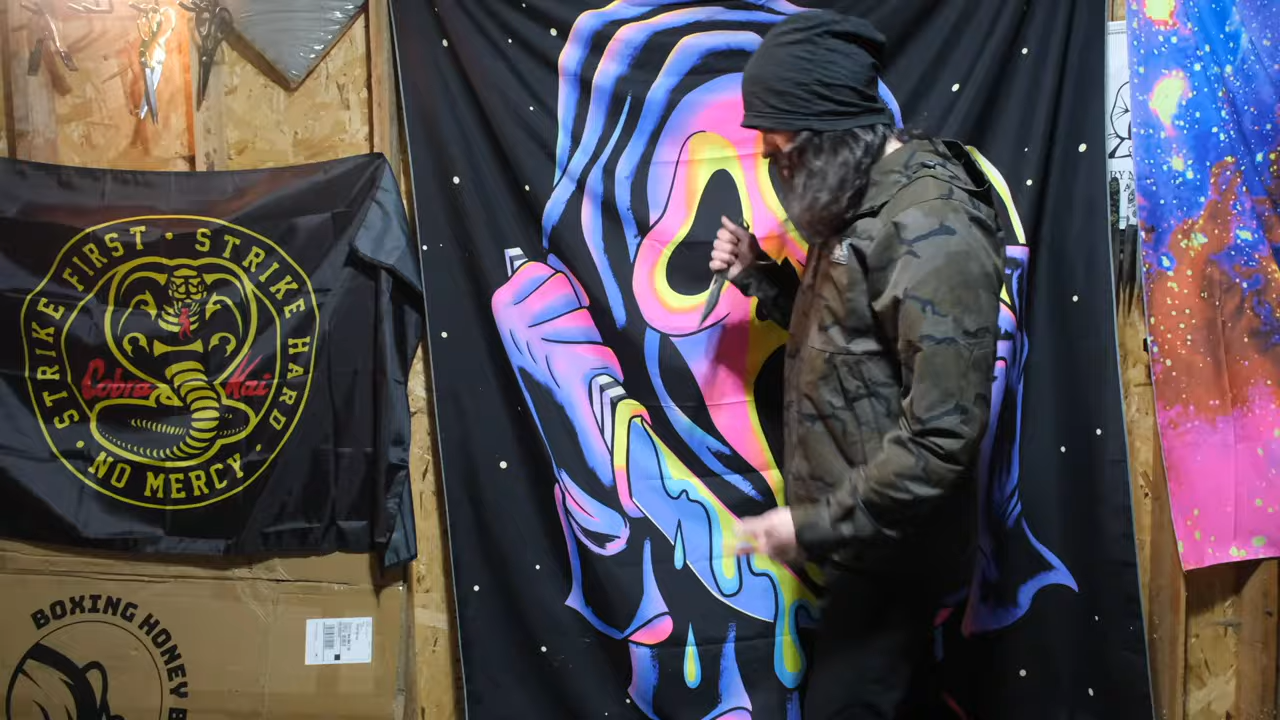 STRIKE FIRST · STRIKE HARD ·
NO MERCY ·
Cobra Kai
BOXING HONEY